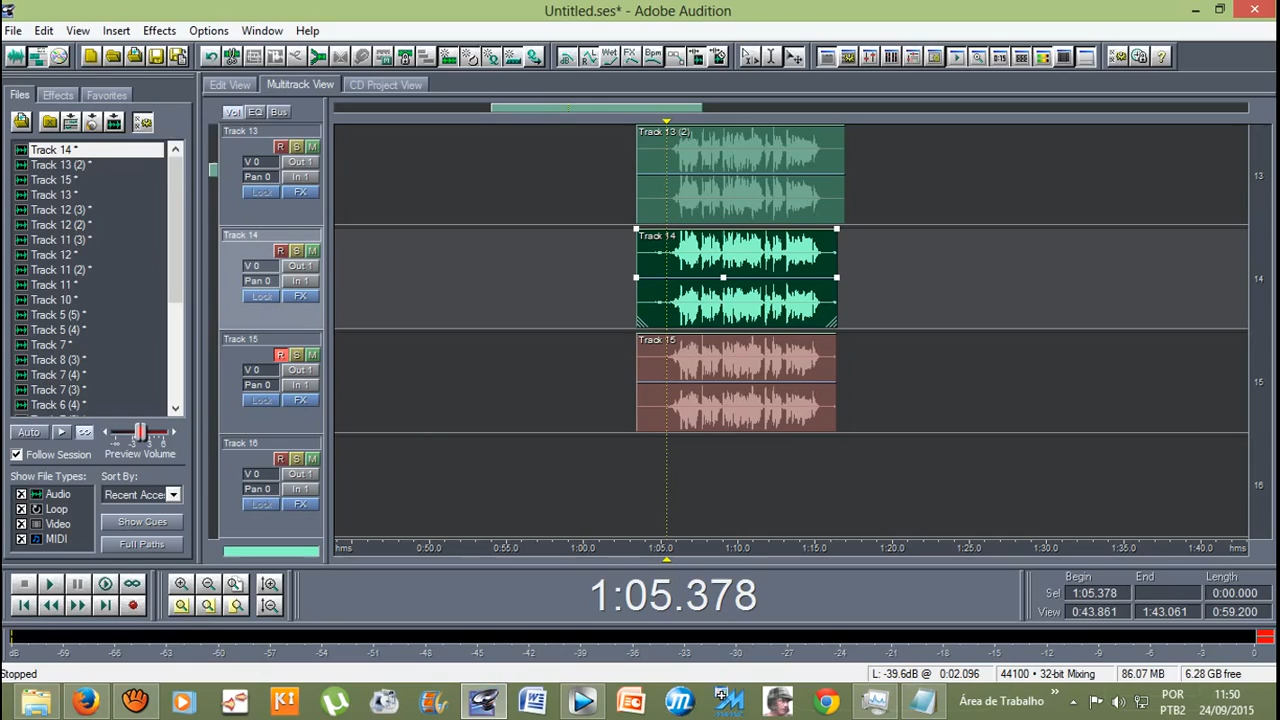 Untitled.ses* - Adobe Audition
File Edit View Insert Effects Options Window Help
Edit View Multitrack View CD Project View
Files Effects Favorites
Vol EQ Bus
Track 14 *
Track 13 (2) *
Track 15 *
Track 13 *
Track 12 (3) *
Track 12 (2) *
Track 11 (3) *
Track 12 *
Track 11 (2) *
Track 11 *
Track 10 *
Track 5 (5) *
Track 5 (4) *
Track 7 *
Track 8 (3) *
Track 7 (4) *
Track 7 (3) *
Track 6 (4) *
Auto
-∞ -3 3 6
Follow Session Preview Volume
Show File Types: Sort By:
Audio Recent Acce
Loop
Video Show Cues
MIDI Full Paths
Track 13
R S M
V 0 Out 1
Pan 0 In 1
Lock FX
Track 13 (2)
13
Track 14
R S M
V 0 Out 1
Pan 0 In 1
Lock FX
Track 14
14
Track 15
R S M
V 0 Out 1
Pan 0 In 1
Lock FX
Track 15
15
Track 16
R S M
V 0 Out 1
Pan 0 In 1
Lock FX
16
hms 0:50.0 0:55.0 1:00.0 1:05.0 1:10.0 1:15.0 1:20.0 1:25.0 1:30.0 1:35.0 1:40.0 hms
1:05.378
Begin End Length
Sel 1:05.378 0:00.000
View 0:43.861 1:43.061 0:59.200
dB -69 -66 -63 -60 -57 -54 -51 -48 -45 -42 -39 -36 -33 -30 -27 -24 -21 -18 -15 -12 -9 -6 -3 0
Stopped
L: -39.6dB @ 0:02.096 44100 • 32-bit Mixing 86.07 MB 6.28 GB free
Área de Trabalho
POR
PTB2
11:50
24/09/2015